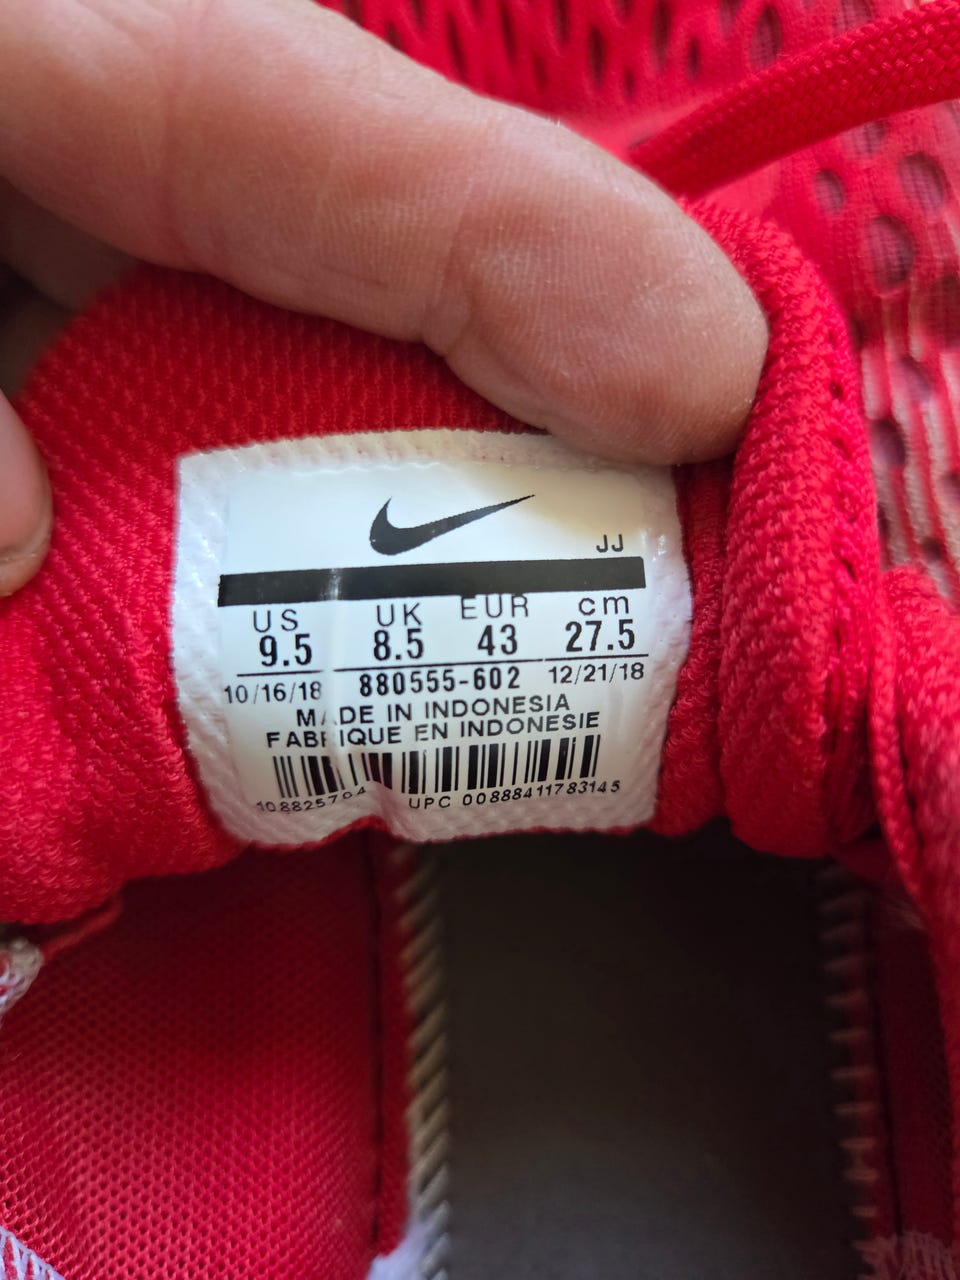 JJ
US UK EUR cm
9.5 8.5 43 27.5
10/16/18 880555-602 12/21/18
MADE IN INDONESIA
FABRIQUE EN INDONESIE
UPC 00888411783145